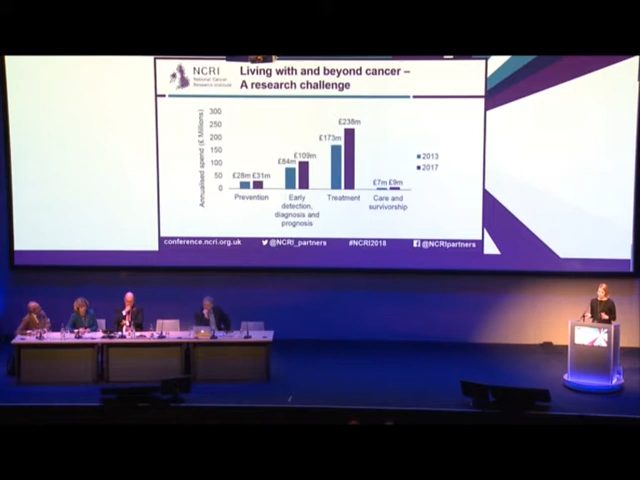 NCRI
National Cancer
Research Institute
Living with and beyond cancer –
A research challenge
Annualised spend (£ Millions)
300
250
200
150
100
50
0
£28m £31m
£84m £109m
£173m £238m
£7m £9m
Prevention
Early
detection,
diagnosis and
prognosis
Treatment
Care and
survivorship
2013
2017
conference.ncri.org.uk @NCRI_partners #NCRI2018 @NCRIpartners